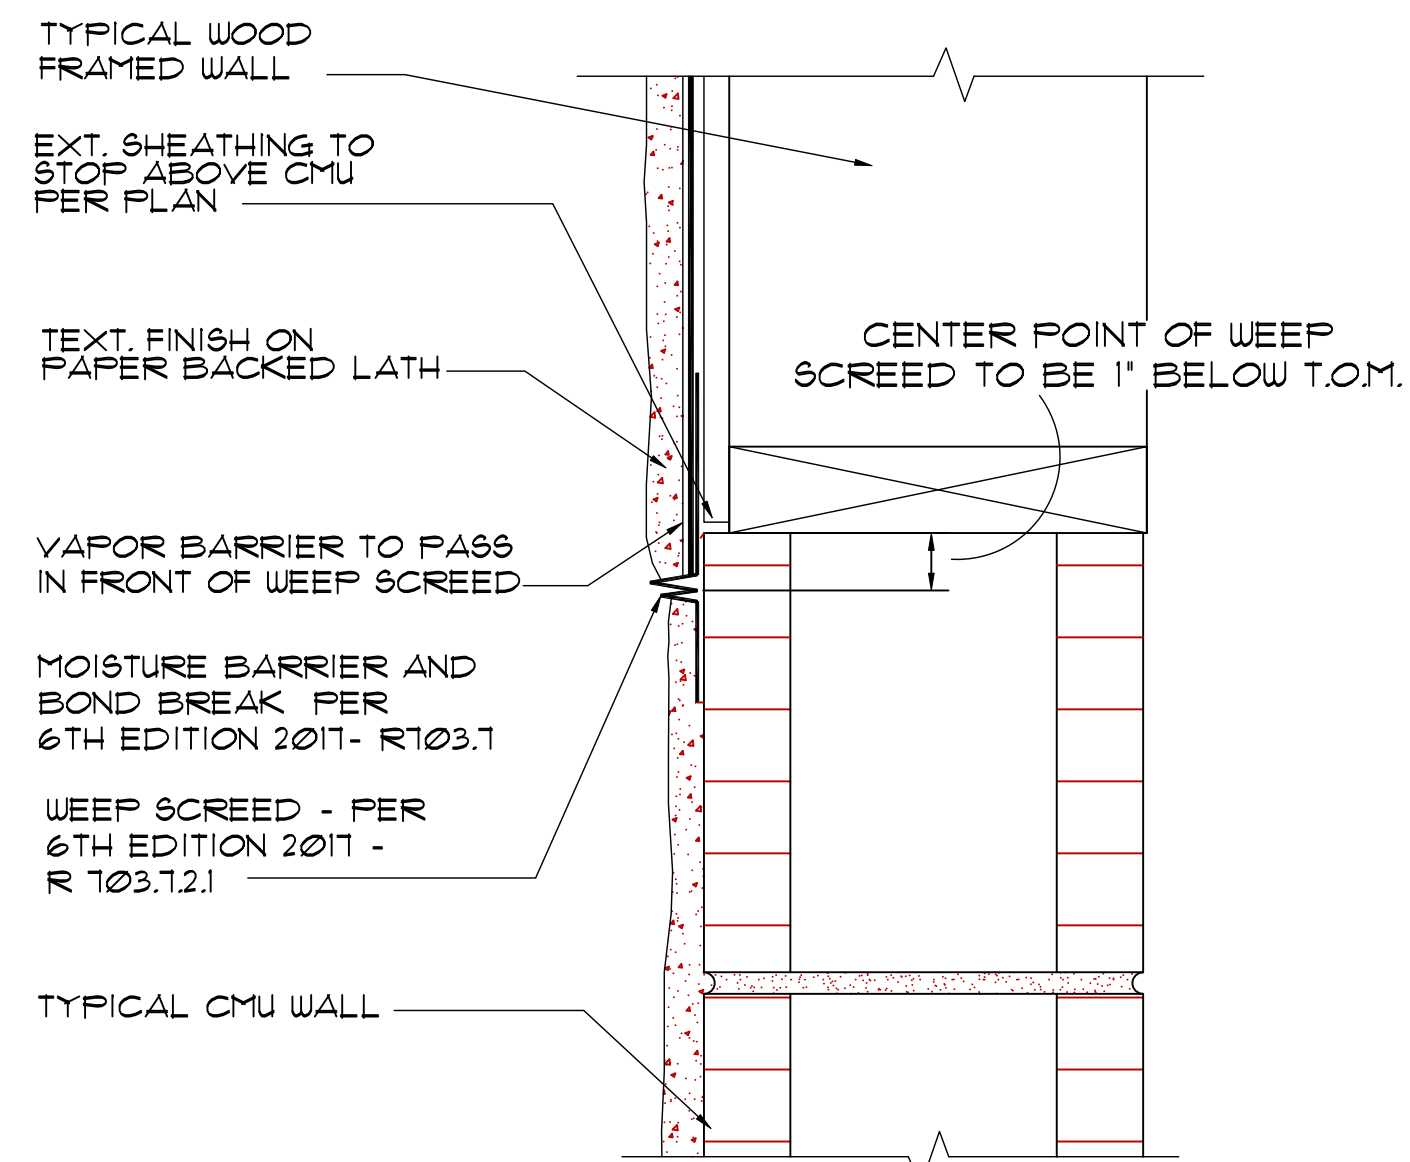 TYPICAL WOOD
FRAMED WALL
EXT. SHEATHING TO
STOP ABOVE CMU
PER PLAN
TEXT. FINISH ON
PAPER BACKED LATH
CENTER POINT OF WEEP
SCREED TO BE 1" BELOW T.O.M.
VAPOR BARRIER TO PASS
IN FRONT OF WEEP SCREED
MOISTURE BARRIER AND
BOND BREAK PER
6TH EDITION 2017- R703.7
WEEP SCREED - PER
6TH EDITION 2017 -
R 703.7.2.1
TYPICAL CMU WALL